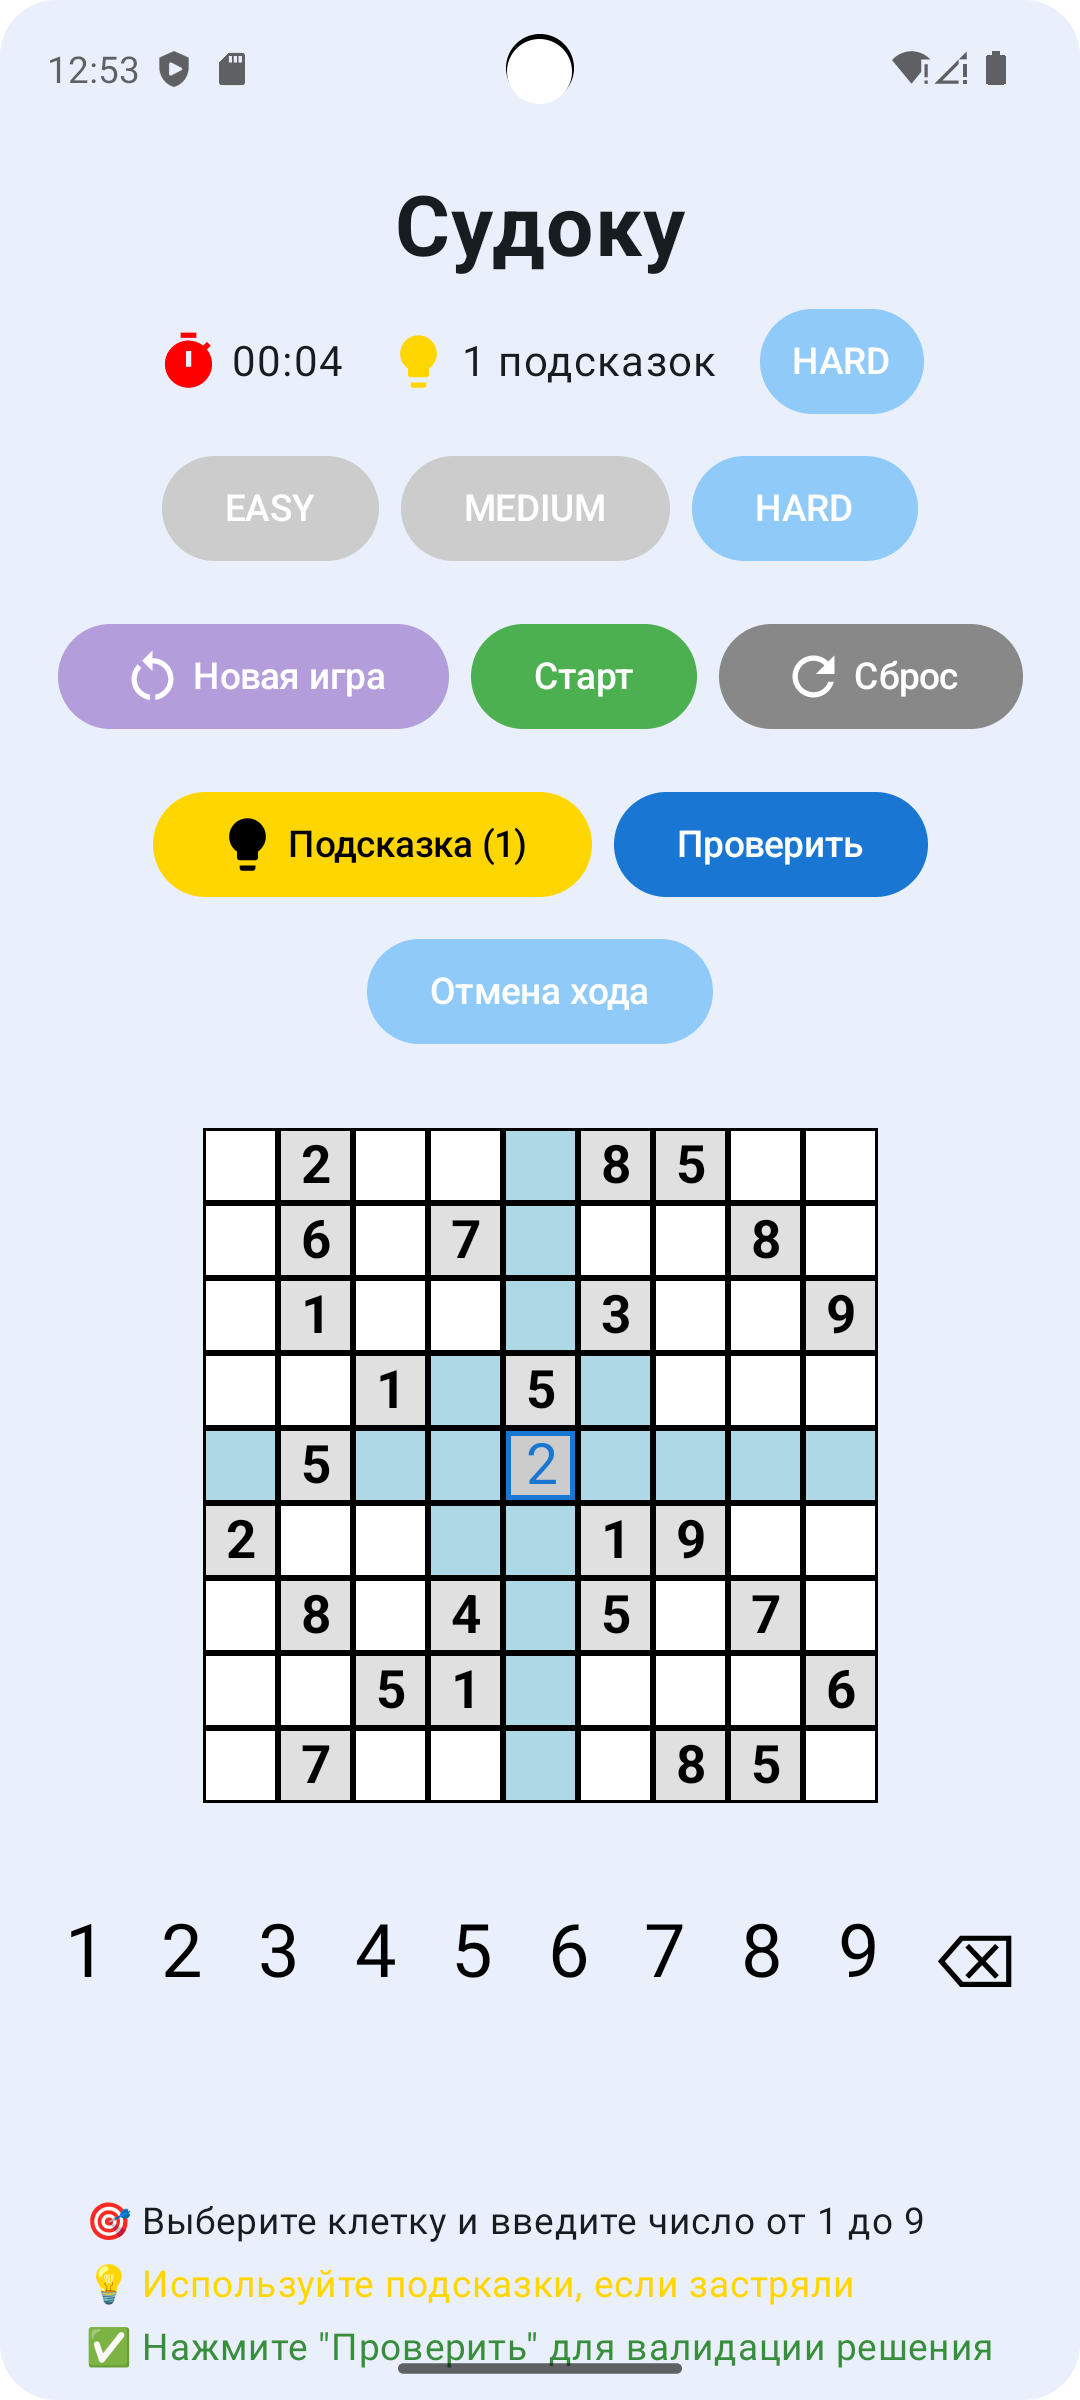 12:53
Судоку
00:04 1 подсказок HARD
EASY MEDIUM HARD
Новая игра Старт Сброс
Подсказка (1) Проверить
Отмена хода
2 8 5
6 7 8
1 3 9
1 5
5 2
2 1 9
8 4 5 7
5 1 6
7 8 5
1 2 3 4 5 6 7 8 9
Выберите клетку и введите число от 1 до 9
Используйте подсказки, если застряли
Нажмите "Проверить" для валидации решения